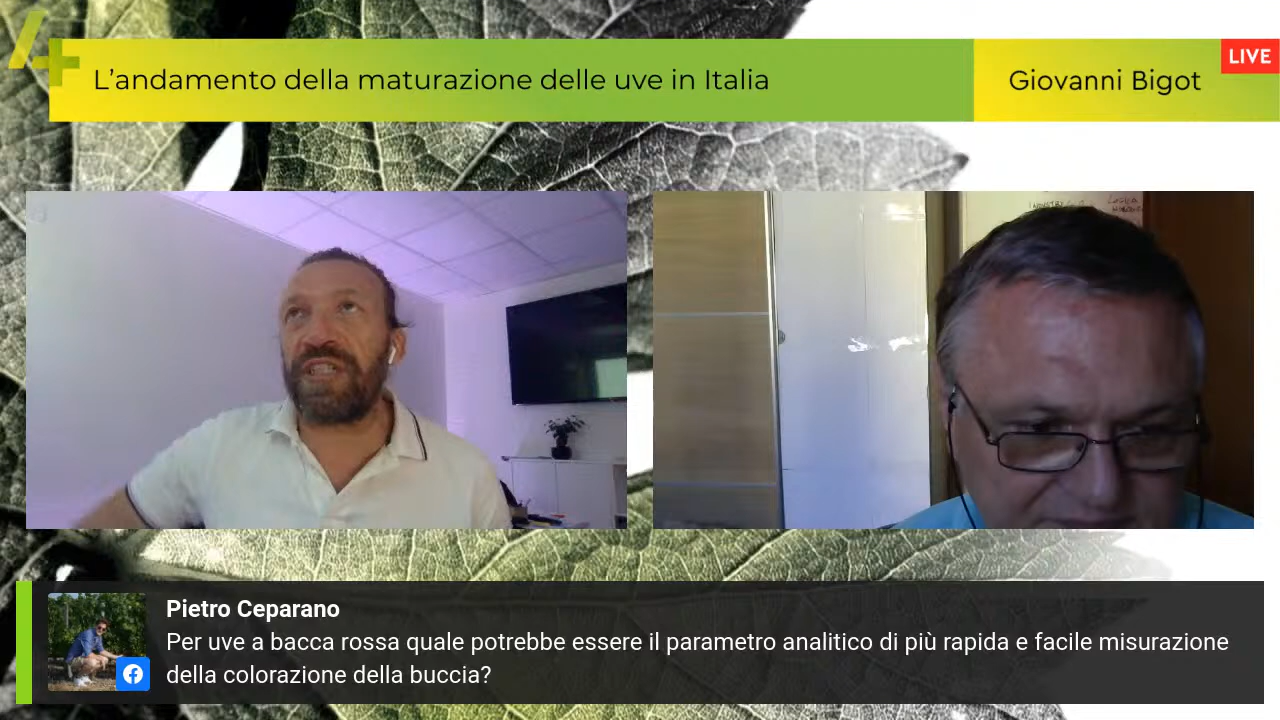 L'andamento della maturazione delle uve in Italia
Giovanni Bigot
LIVE
Pietro Ceparano
Per uve a bacca rossa quale potrebbe essere il parametro analitico di più rapida e facile misurazione
della colorazione della buccia?